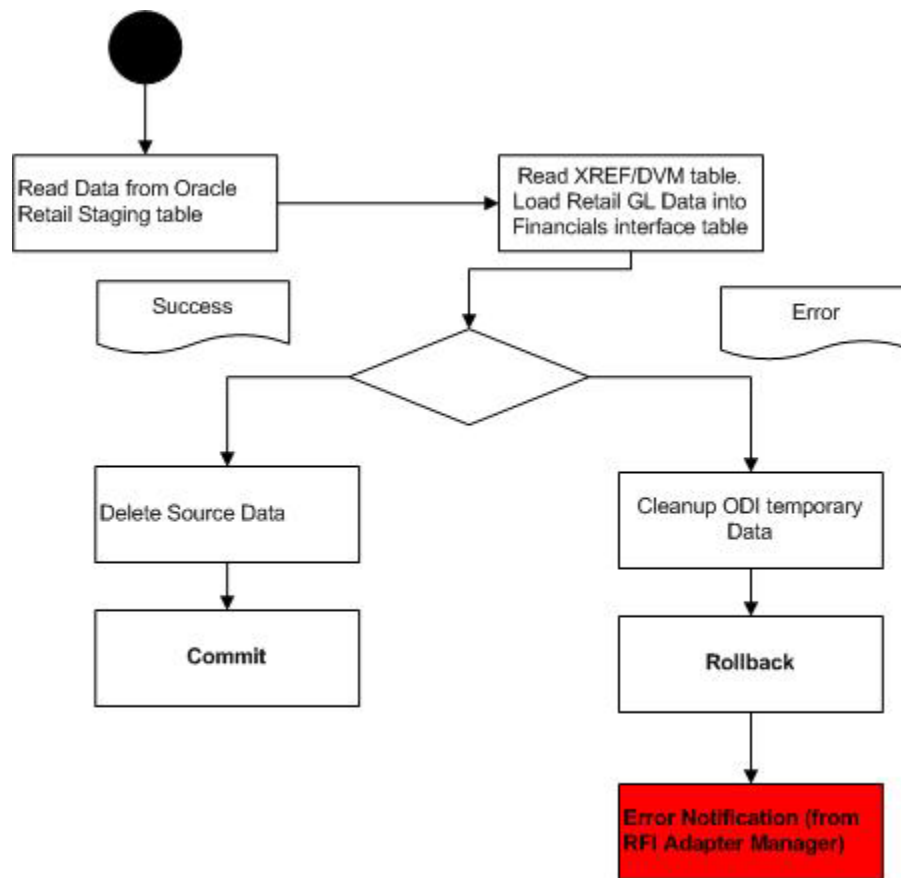 Read Data from Oracle
Retail Staging table
Read XREF/DVM table.
Load Retail GL Data into
Financials interface table
Success
Error
Delete Source Data
Cleanup ODI temporary
Data
Commit
Rollback
Error Notification (from
RFI Adapter Manager)